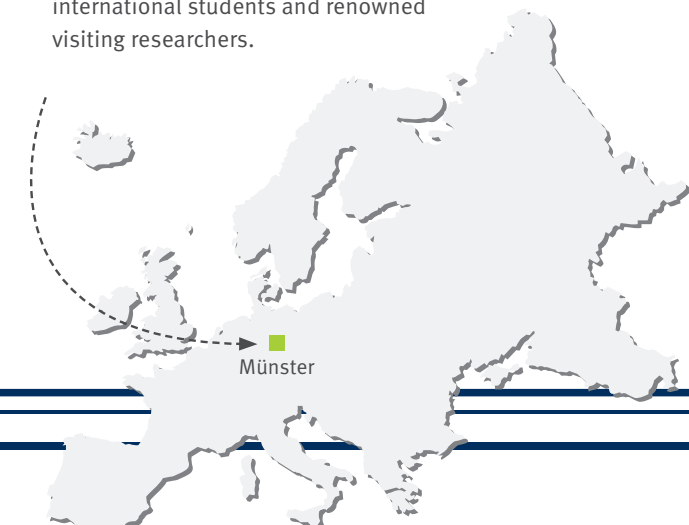 international students and renowned
visiting researchers.
Münster